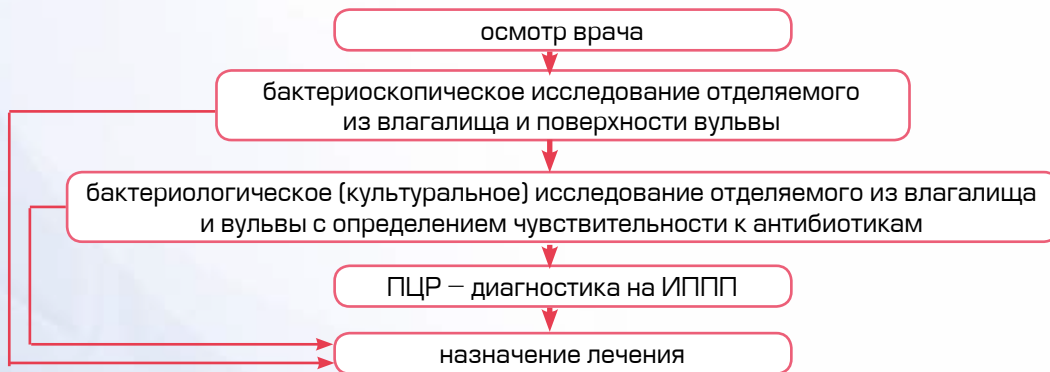 осмотр врача
бактериоскопическое исследование отделяемого
из влагалища и поверхности вульвы
бактериологическое (культуральное) исследование отделяемого из влагалища
и вульвы с определением чувствительности к антибиотикам
ПЦР – диагностика на ИППП
назначение лечения